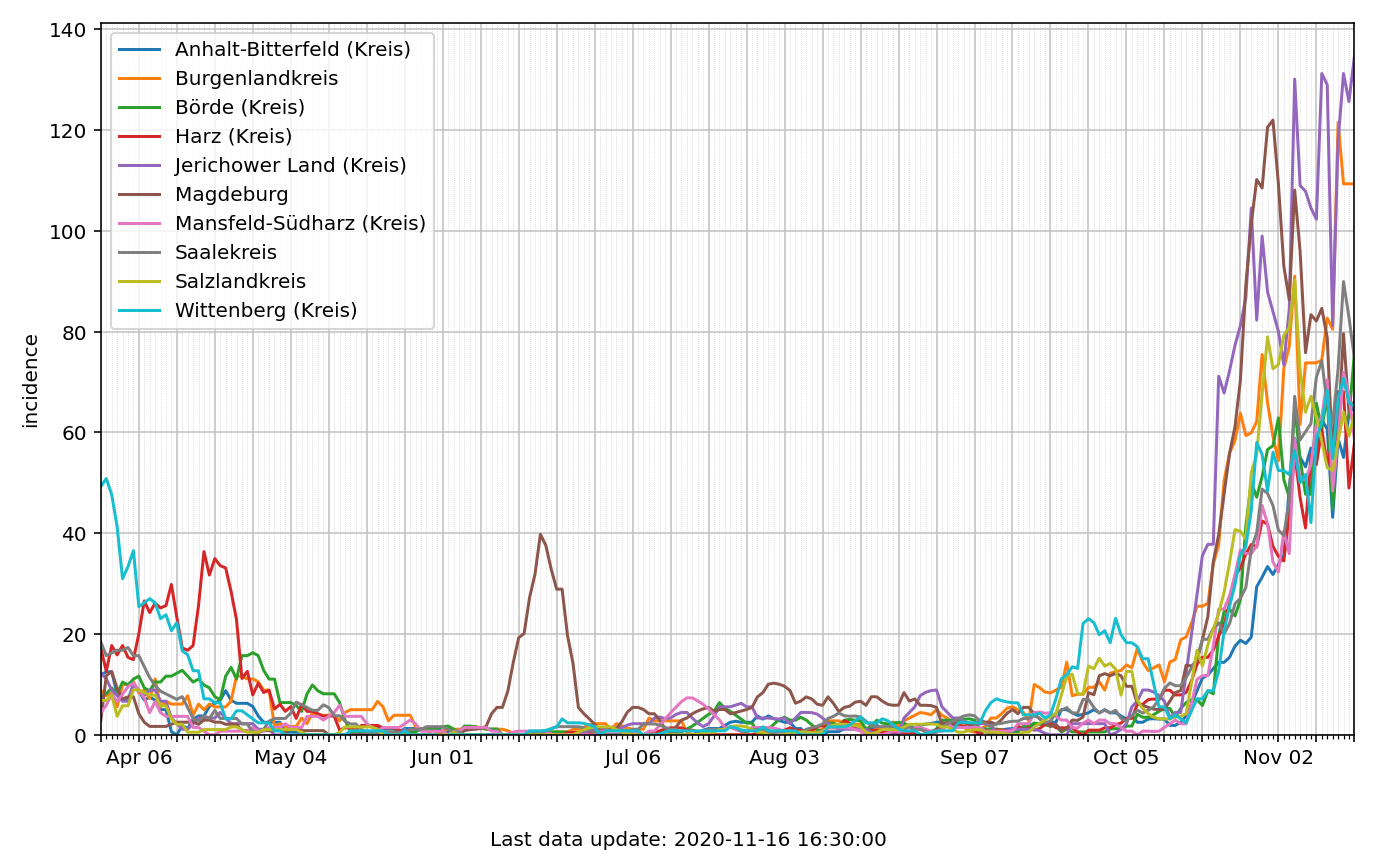 140
120
100
80
60
40
20
0
incidence
Anhalt-Bitterfeld (Kreis)
Burgenlandkreis
Börde (Kreis)
Harz (Kreis)
Jerichower Land (Kreis)
Magdeburg
Mansfeld-Südharz (Kreis)
Saalekreis
Salzlandkreis
Wittenberg (Kreis)
Apr 06 May 04 Jun 01 Jul 06 Aug 03 Sep 07 Oct 05 Nov 02
Last data update: 2020-11-16 16:30:00